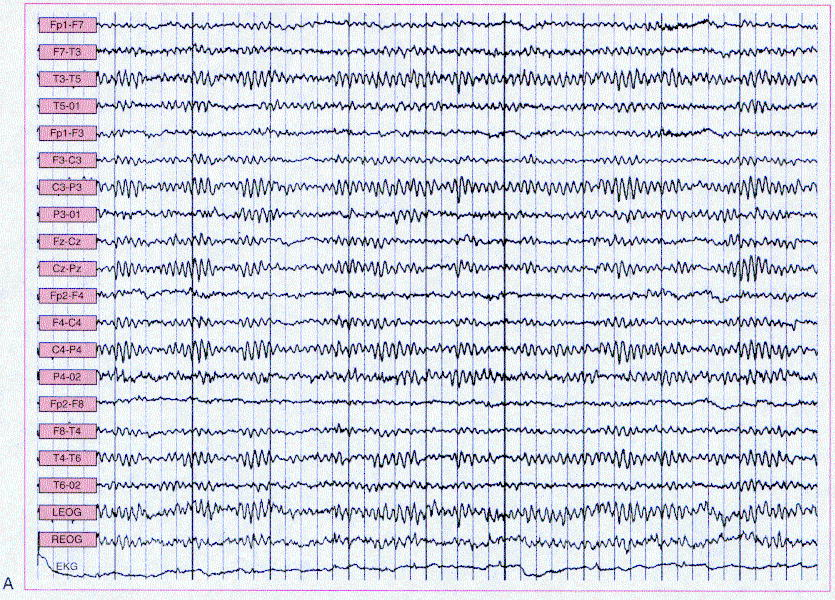 Fp1-F7
F7-T3
T3-T5
T5-01
Fp1-F3
F3-C3
C3-P3
P3-01
Fz-Cz
Cz-Pz
Fp2-F4
F4-C4
C4-P4
P4-02
Fp2-F8
F8-T4
T4-T6
T6-02
LEOG
REOG
EKG
A